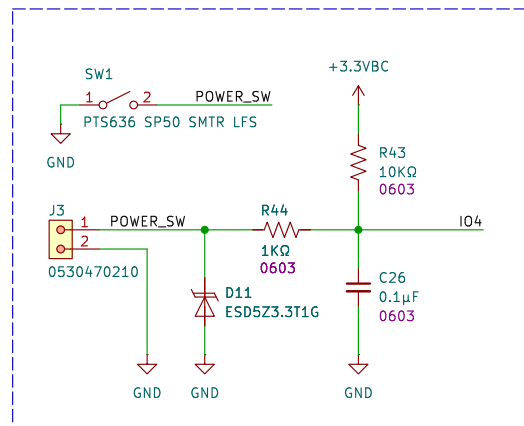 SW1
1 2 POWER_SW
PTS636 SP50 SMTR LFS
GND
+3.3VBC
R43
10KΩ
0603
J3
1 POWER_SW
2
0530470210
R44
1KΩ
0603
IO4
D11
ESD5Z3.3T1G
C26
0.1µF
0603
GND
GND
GND